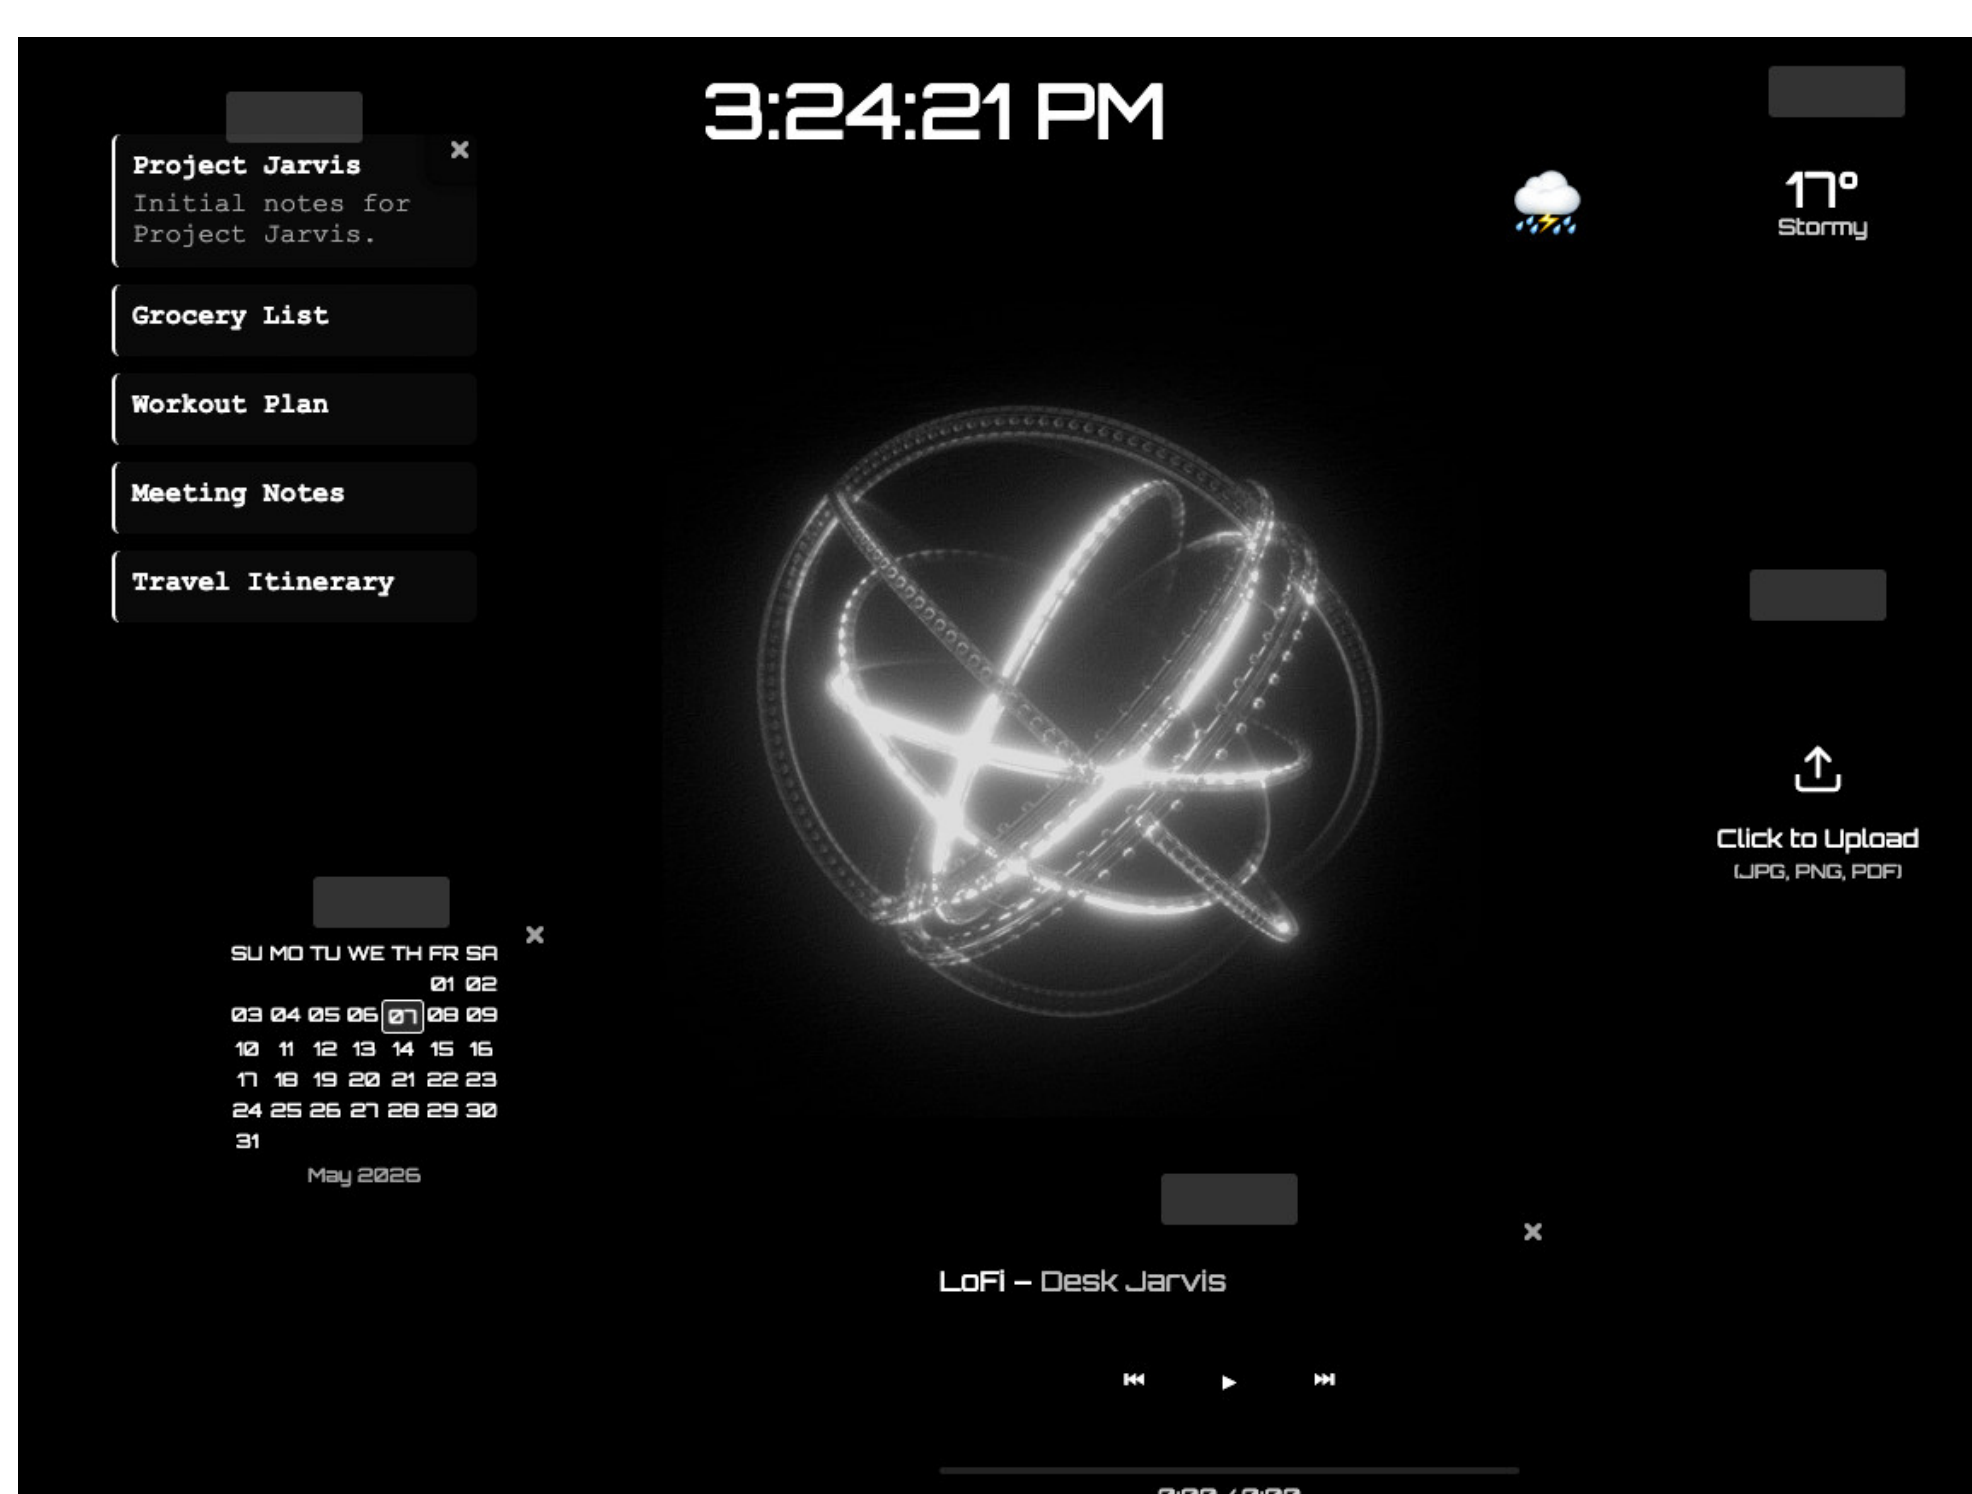 3:24:21 PM
Project Jarvis
Initial notes for
Project Jarvis.
Grocery List
Workout Plan
Meeting Notes
Travel Itinerary
17°
Stormy
Click to Upload
(JPG, PNG, PDF)
SU MO TU WE TH FR SA
01 02
03 04 05 06 07 08 09
10 11 12 13 14 15 16
17 18 19 20 21 22 23
24 25 26 27 28 29 30
31
May 2026
LoFi – Desk Jarvis